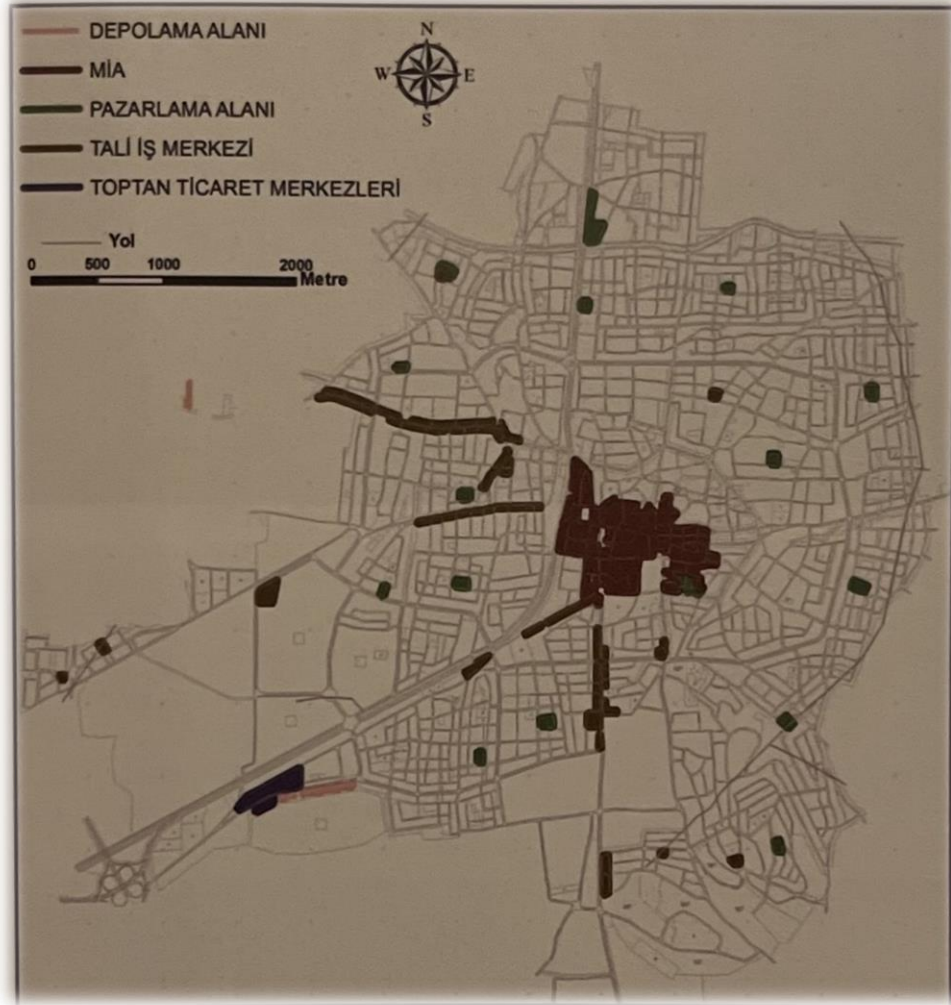 DEPOLAMA ALANI
MİA
PAZARLAMA ALANI
TALİ İŞ MERKEZİ
TOPTAN TİCARET MERKEZLERİ
Yol
0 500 1000 2000
Metre
N
W E
S